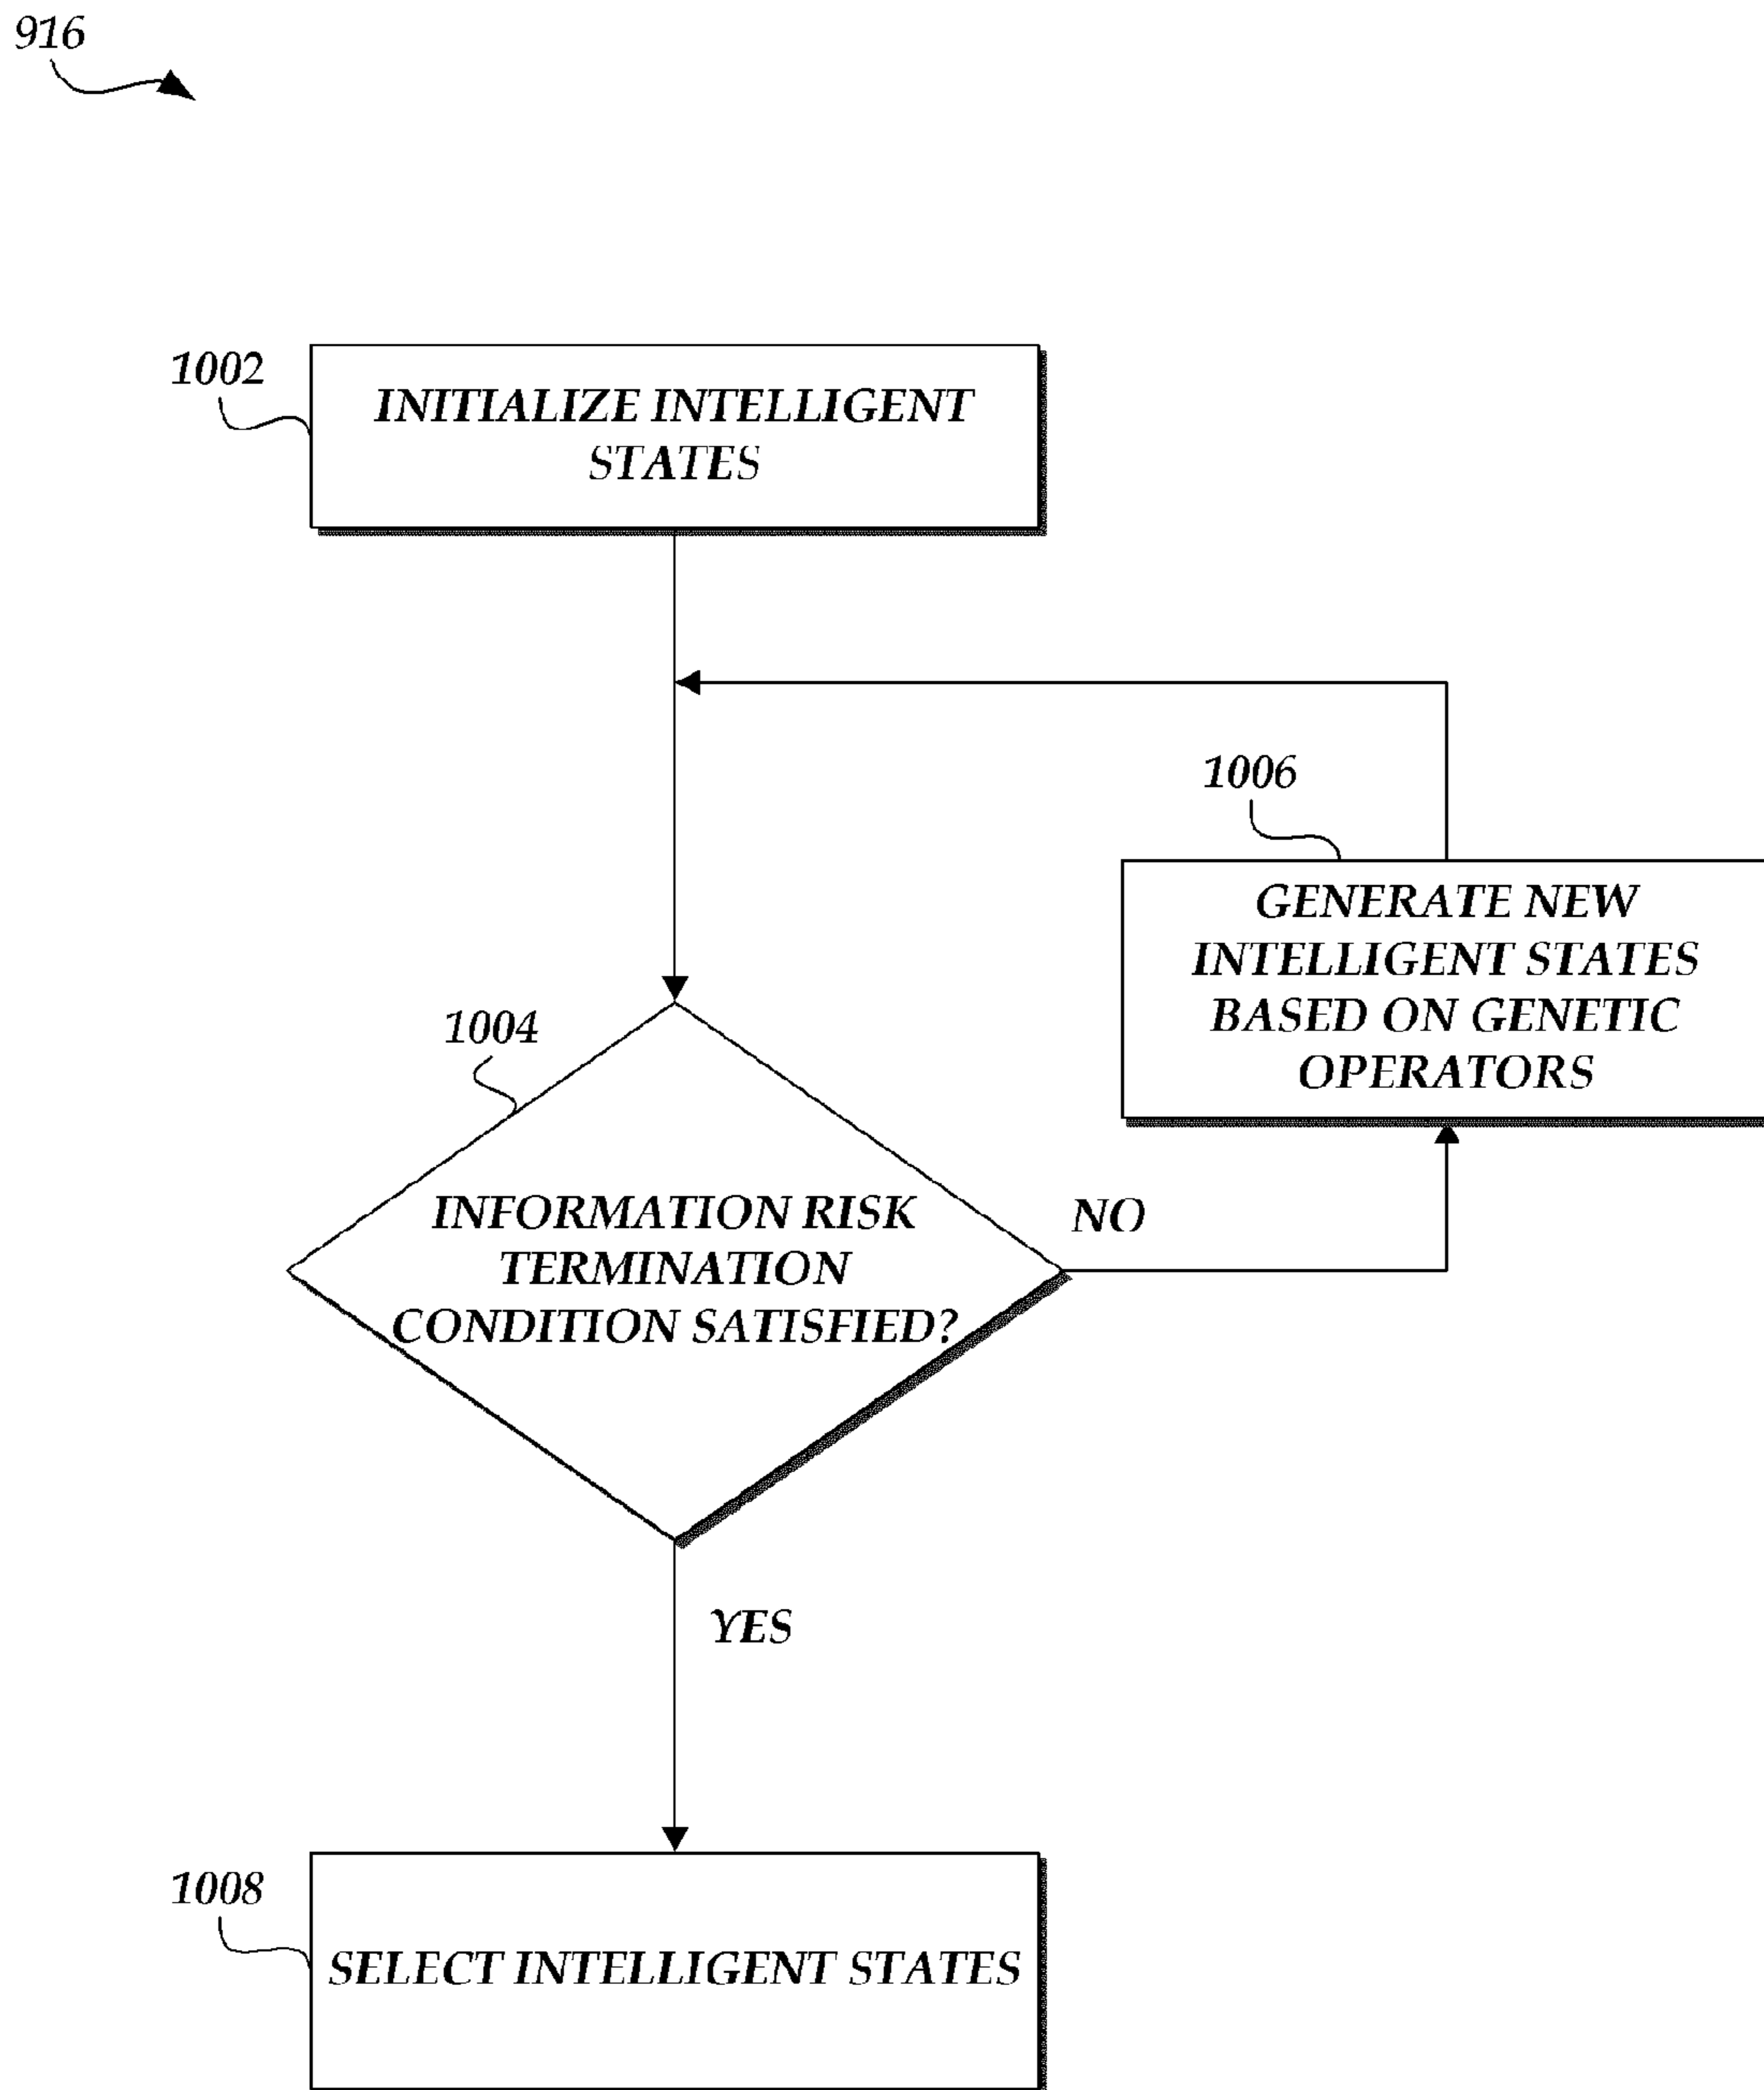 916
1002
INITIALIZE INTELLIGENT
STATES
1006
GENERATE NEW
INTELLIGENT STATES
BASED ON GENETIC
OPERATORS
1004
INFORMATION RISK
TERMINATION
CONDITION SATISFIED?
NO
YES
1008
SELECT INTELLIGENT STATES